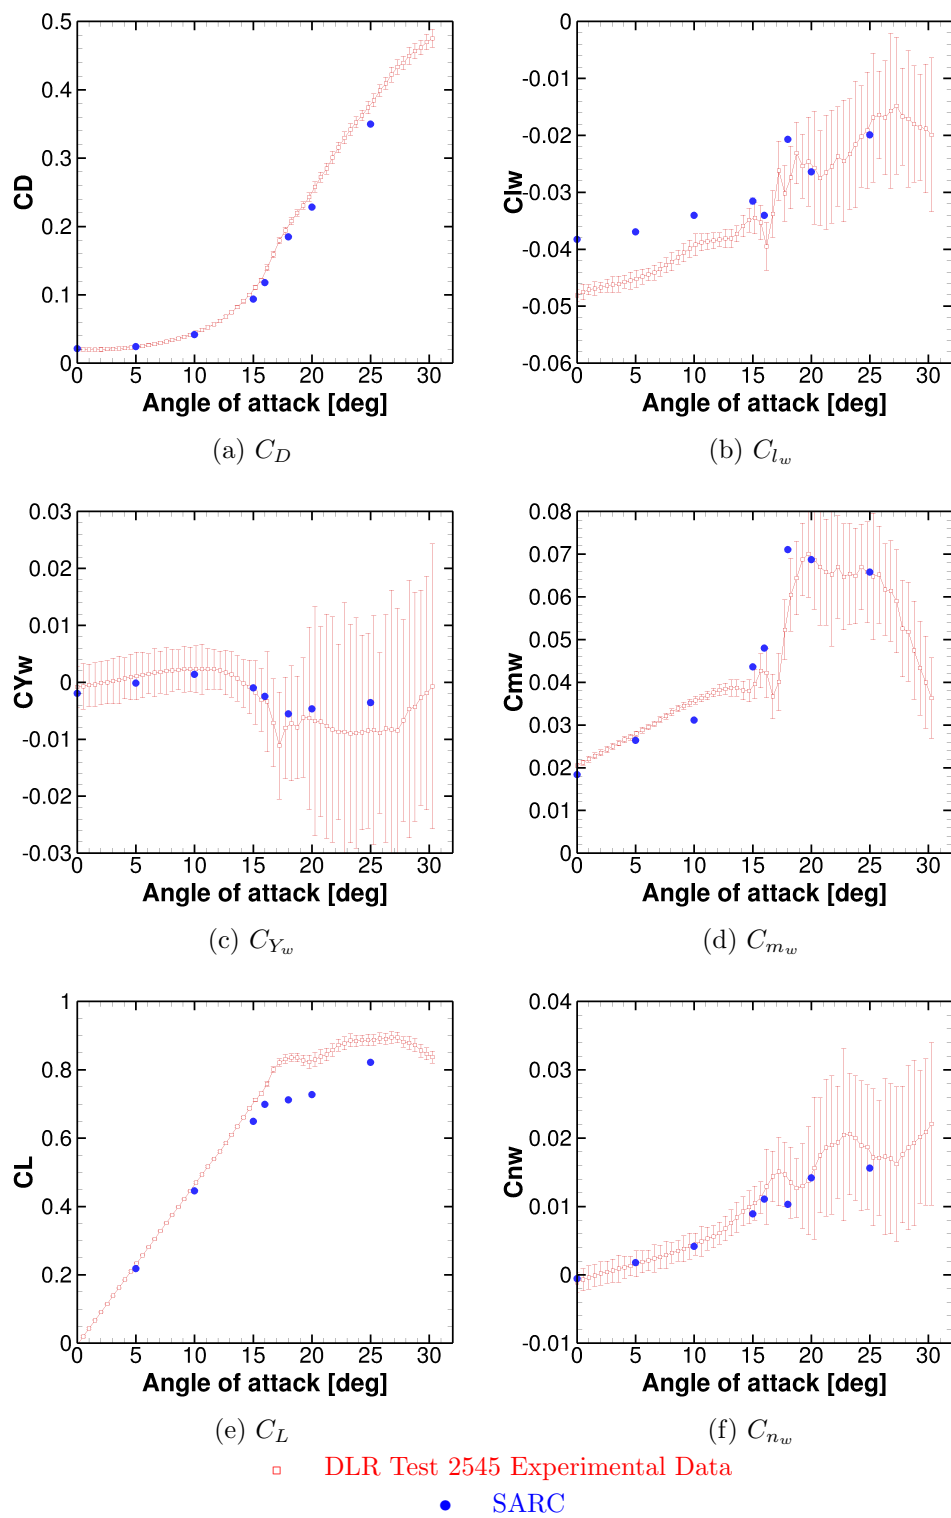 0.5
0.4
0.3
0.2
0.1
0
CD
0 5 10 15 20 25 30
Angle of attack [deg]
(a) C_D
0
-0.01
-0.02
-0.03
-0.04
-0.05
-0.06
Clw
0 5 10 15 20 25 30
Angle of attack [deg]
(b) C_{l_w}
0.03
0.02
0.01
0
-0.01
-0.02
-0.03
CYw
0 5 10 15 20 25 30
Angle of attack [deg]
(c) C_{Y_w}
0.08
0.07
0.06
0.05
0.04
0.03
0.02
0.01
0
Cmw
0 5 10 15 20 25 30
Angle of attack [deg]
(d) C_{m_w}
1
0.8
0.6
0.4
0.2
0
CL
0 5 10 15 20 25 30
Angle of attack [deg]
(e) C_L
0.04
0.03
0.02
0.01
0
-0.01
Cnw
0 5 10 15 20 25 30
Angle of attack [deg]
(f) C_{n_w}
DLR Test 2545 Experimental Data
SARC